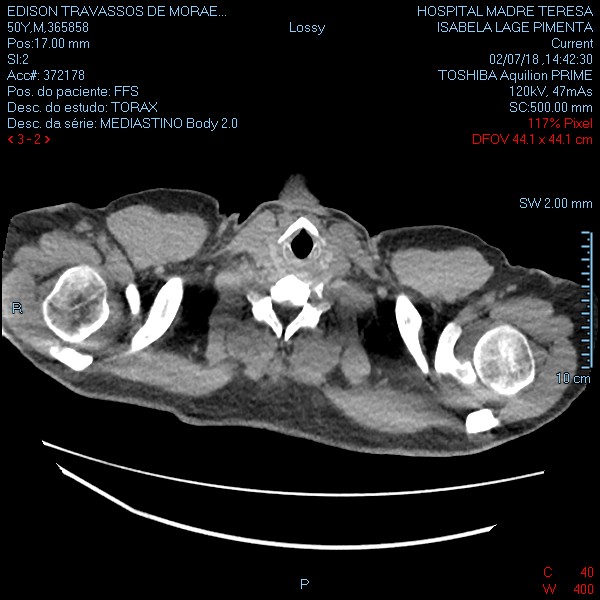 EDISON TRAVASSOS DE MORAE...
50Y,M,365858
Pos:17.00 mm
Sl:2
Acc#: 372178
Pos. do paciente: FFS
Desc. do estudo: TORAX
Desc. da série: MEDIASTINO Body 2.0
< 3 - 2 >
Lossy
HOSPITAL MADRE TERESA
ISABELA LAGE PIMENTA
Current
02/07/18 ,14:42:30
TOSHIBA Aquilion PRIME
120kV, 47mAs
SC:500.00 mm
117% Pixel
DFOV 44.1 x 44.1 cm
SW 2.00 mm
R
10 cm
P
C 40
W 400